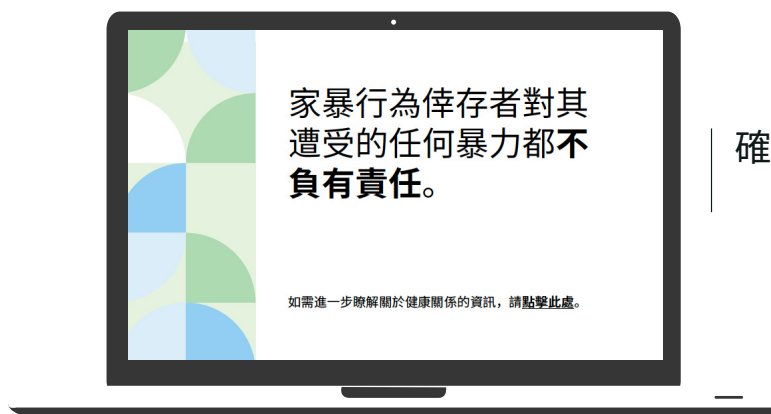 家暴行為倖存者對其
遭受的任何暴力都不
負有責任。
如需進一步瞭解關於健康關係的資訊，請點擊此處。
確